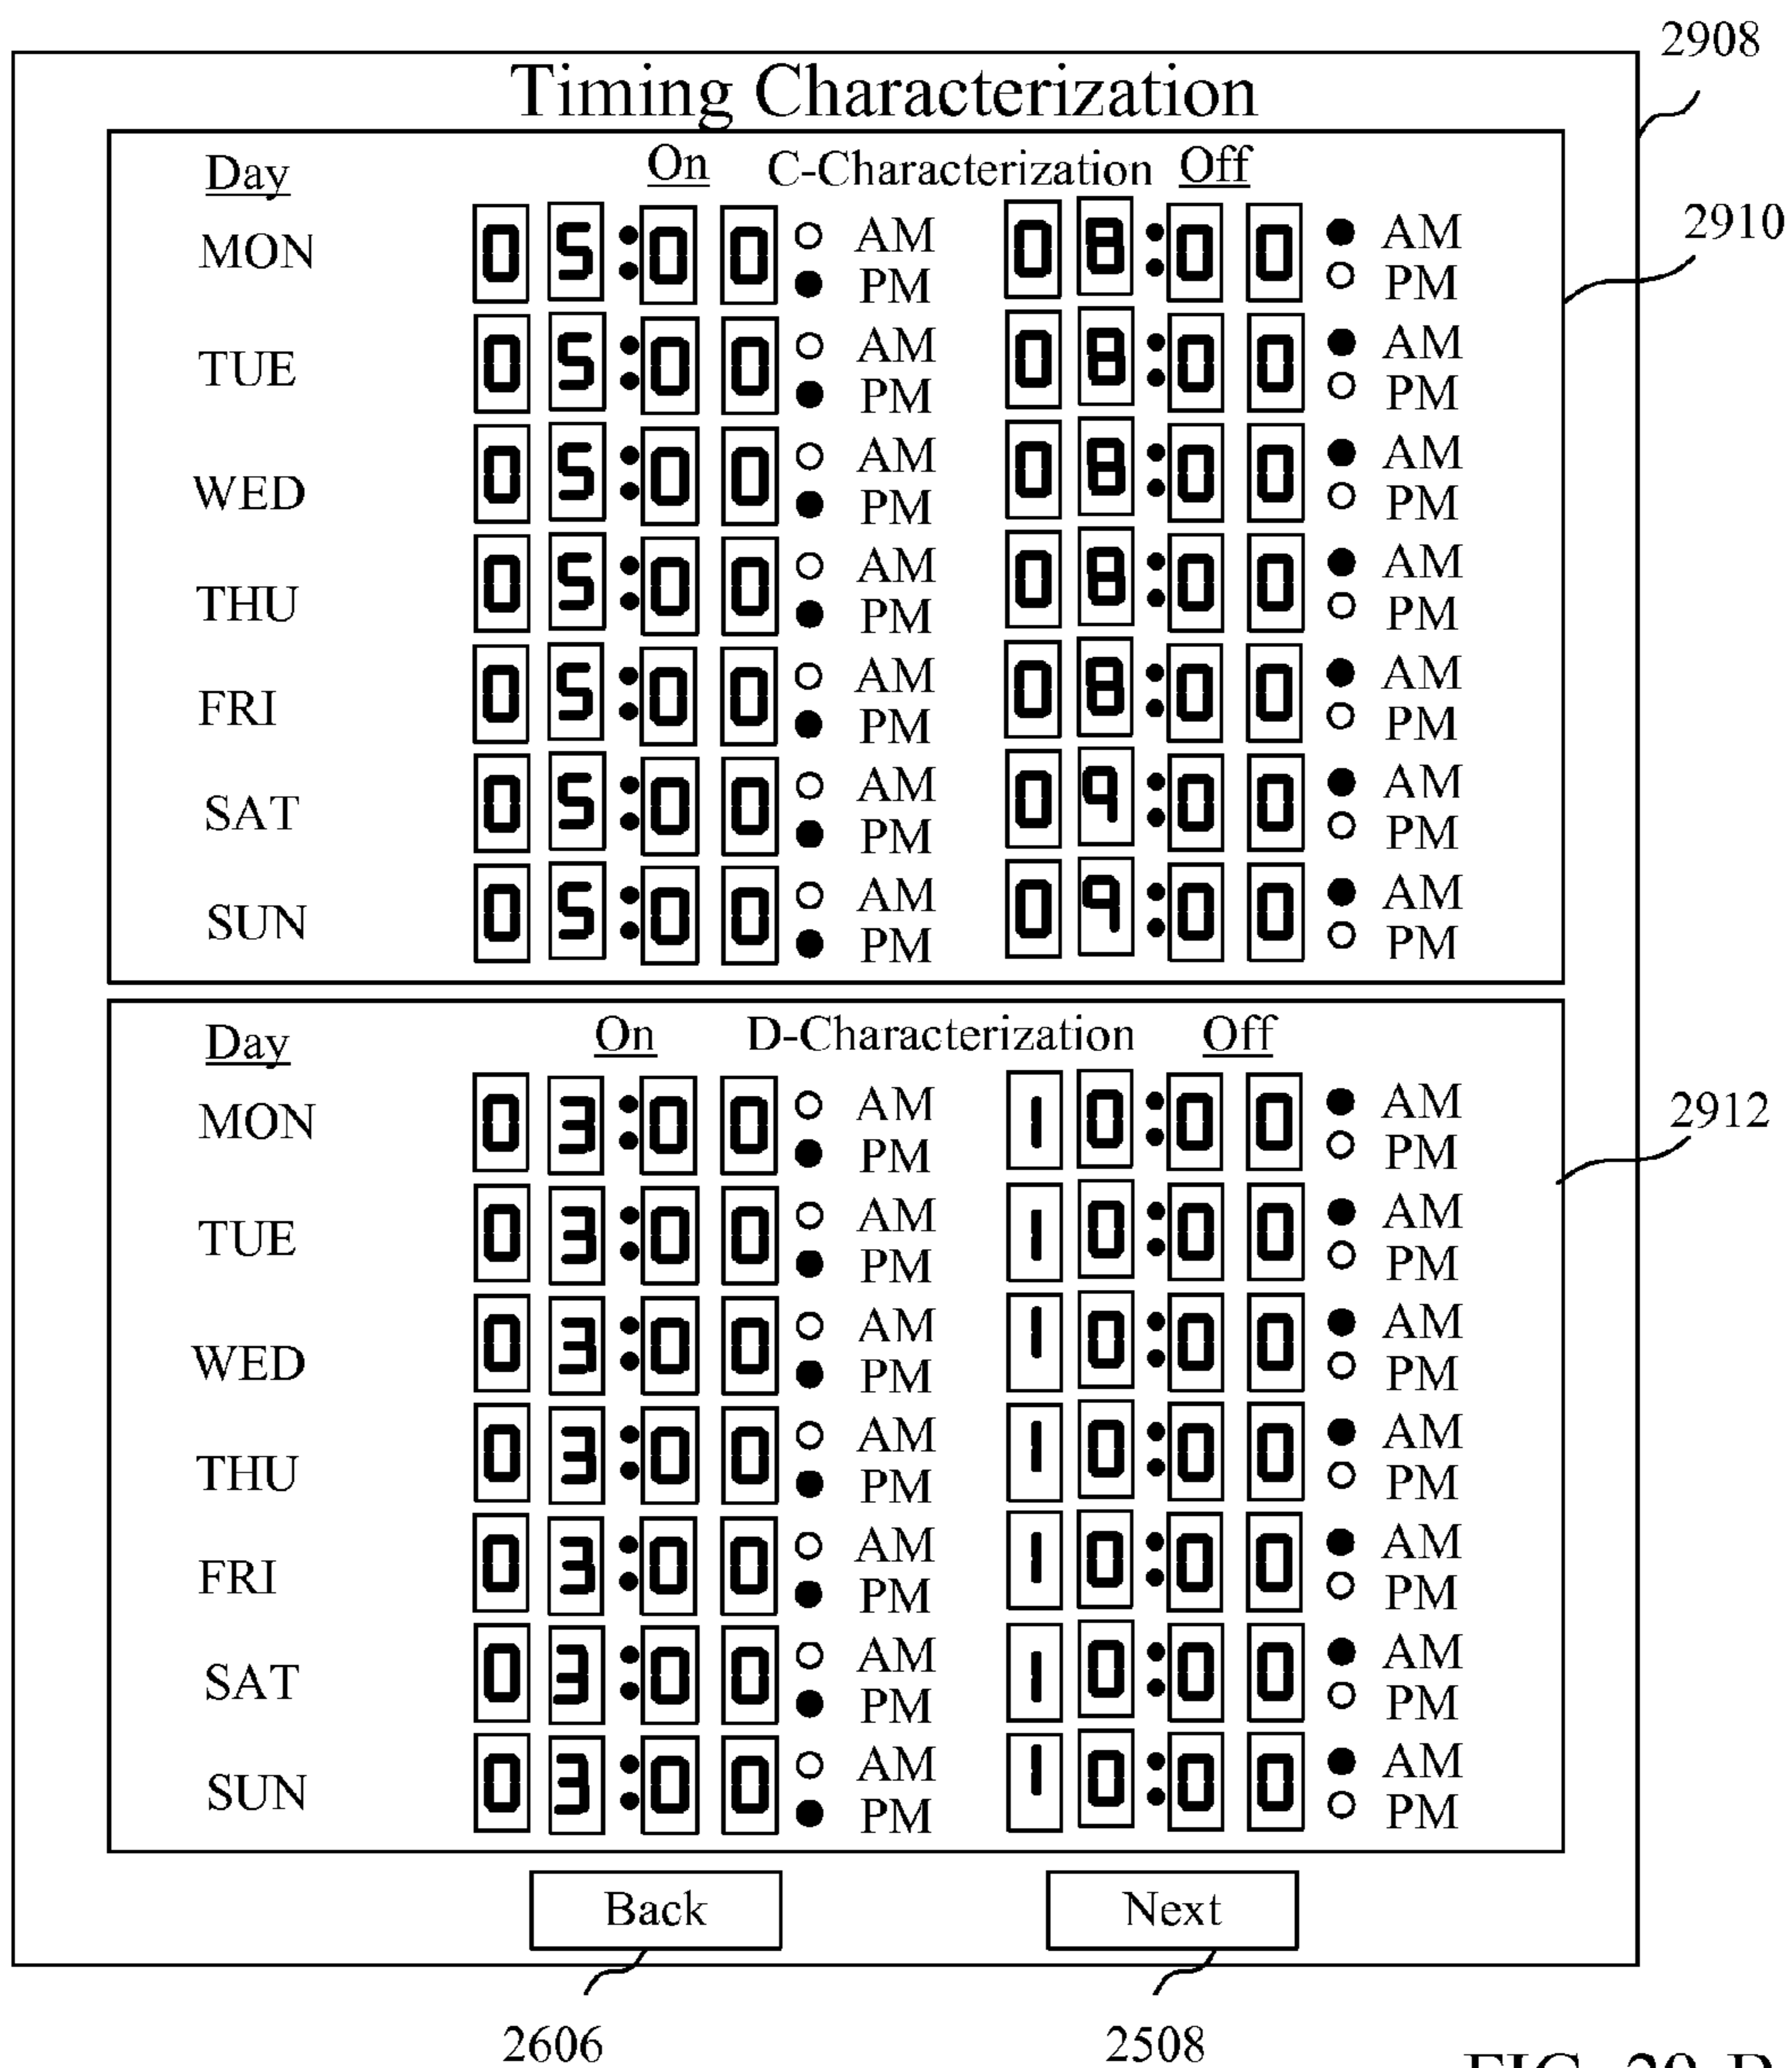 2908
Timing Characterization
Day On C-Characterization Off
2910
MON 05:00 AM PM 08:00 AM PM
TUE 05:00 AM PM 08:00 AM PM
WED 05:00 AM PM 08:00 AM PM
THU 05:00 AM PM 08:00 AM PM
FRI 05:00 AM PM 08:00 AM PM
SAT 05:00 AM PM 09:00 AM PM
SUN 05:00 AM PM 09:00 AM PM
Day On D-Characterization Off
2912
MON 03:00 AM PM 10:00 AM PM
TUE 03:00 AM PM 10:00 AM PM
WED 03:00 AM PM 10:00 AM PM
THU 03:00 AM PM 10:00 AM PM
FRI 03:00 AM PM 10:00 AM PM
SAT 03:00 AM PM 10:00 AM PM
SUN 03:00 AM PM 10:00 AM PM
Back Next
2606 2508
FIG. 29-B